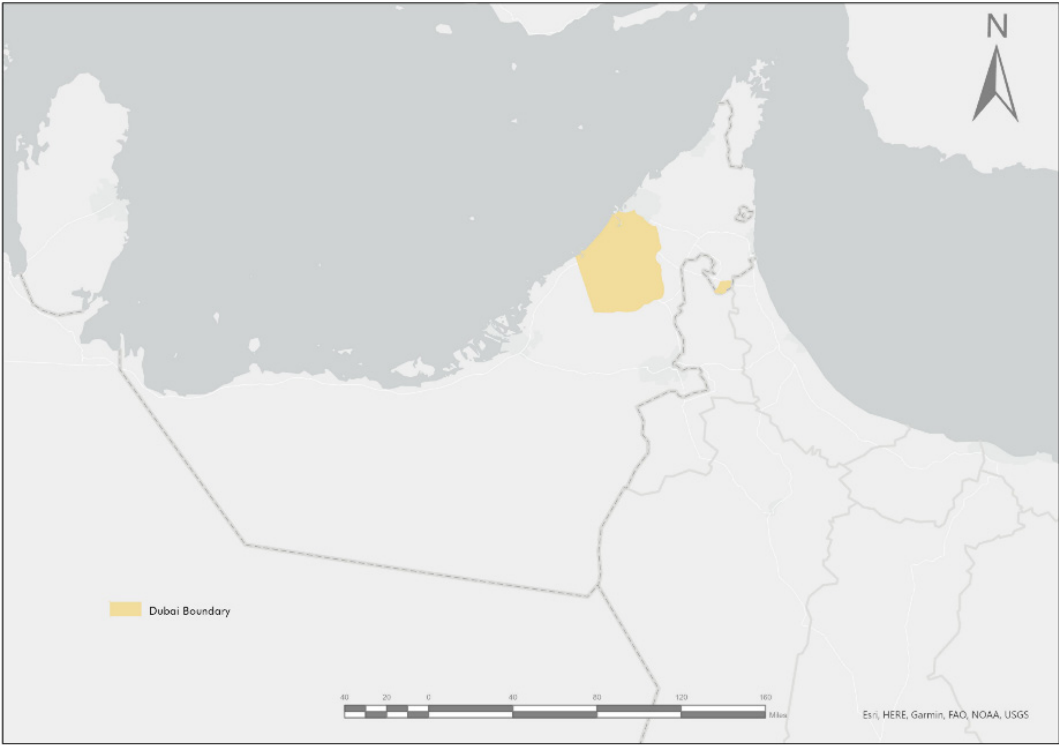 N
Dubai Boundary
40 20 0 40 80 120 160
Miles
Esri, HERE, Garmin, FAO, NOAA, USGS